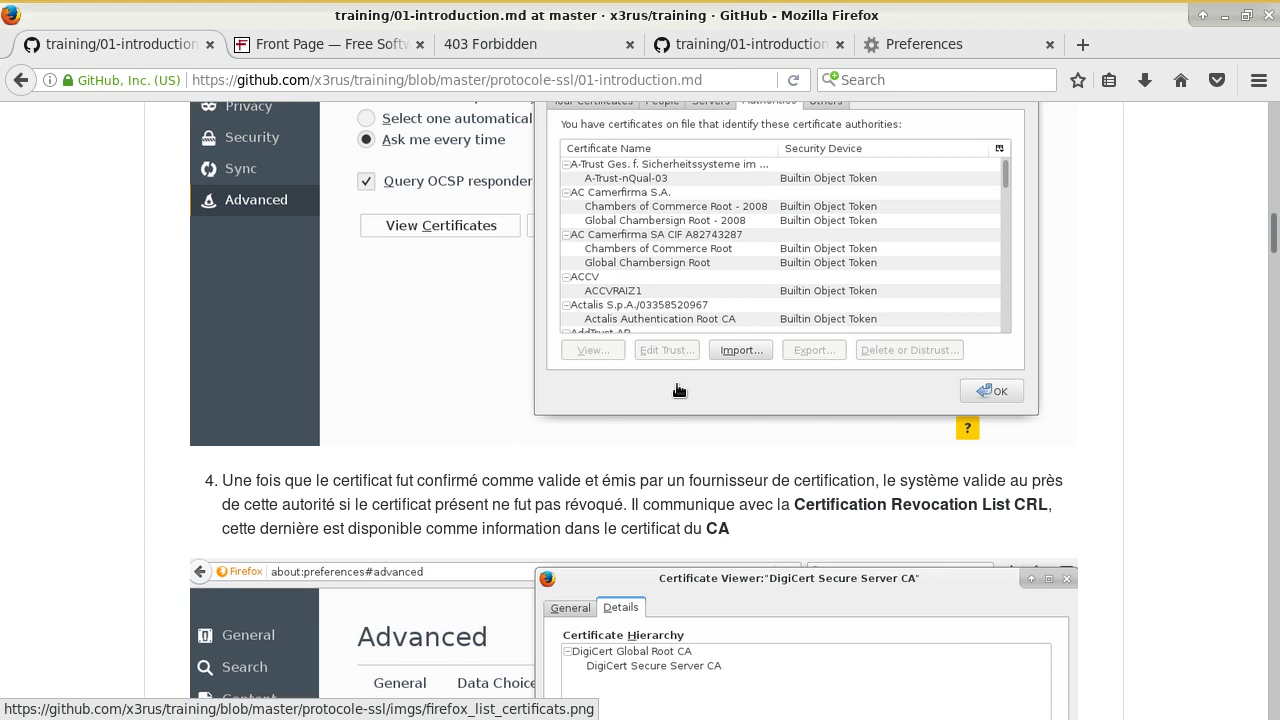 training/01-introduction.md at master · x3rus/training · GitHub - Mozilla Firefox
training/01-introduction
Front Page — Free Softw
403 Forbidden
training/01-introduction
Preferences
GitHub, Inc. (US)
https://github.com/x3rus/training/blob/master/protocole-ssl/01-introduction.md
Search
Privacy
Security
Sync
Advanced
Select one automatical
Ask me every time
Query OCSP responder
View Certificates
Your Certificates People Servers Authorities Others
You have certificates on file that identify these certificate authorities:
Certificate Name Security Device
A-Trust Ges. f. Sicherheitssysteme im ...
A-Trust-nQual-03 Builtin Object Token
AC Camerfirma S.A.
Chambers of Commerce Root - 2008 Builtin Object Token
Global Chambersign Root - 2008 Builtin Object Token
AC Camerfirma SA CIF A82743287
Chambers of Commerce Root Builtin Object Token
Global Chambersign Root Builtin Object Token
ACCV
ACCVRAIZ1 Builtin Object Token
Actalis S.p.A./03358520967
Actalis Authentication Root CA Builtin Object Token
AddTrust AB
View... Edit Trust... Import... Export... Delete or Distrust...
OK
?
4. Une fois que le certificat fut confirmé comme valide et émis par un fournisseur de certification, le système valide au près
de cette autorité si le certificat présent ne fut pas révoqué. Il communique avec la Certification Revocation List CRL,
cette dernière est disponible comme information dans le certificat du CA
Firefox about:preferences#advanced
General
Search
Content
Advanced
General Data Choice
Certificate Viewer:"DigiCert Secure Server CA"
General Details
Certificate Hierarchy
DigiCert Global Root CA
DigiCert Secure Server CA
https://github.com/x3rus/training/blob/master/protocole-ssl/imgs/firefox_list_certificats.png